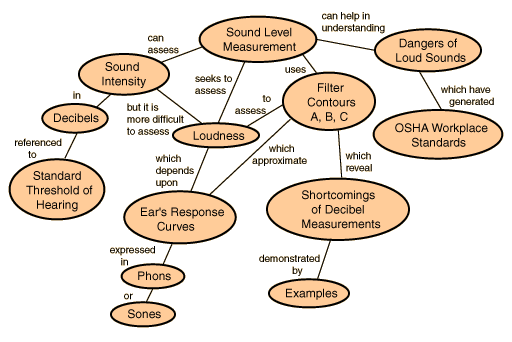 can
assess
Sound Level
Measurement
can help in
understanding
Dangers of
Loud Sounds
Sound
Intensity
seeks to
assess
uses
which have
generated
in
but it is
more difficult
to assess
to
assess
Filter
Contours
A, B, C
Decibels
Loudness
OSHA Workplace
Standards
referenced
to
which
depends
upon
which
approximate
which
reveal
Standard
Threshold of
Hearing
Ear's Response
Curves
Shortcomings
of Decibel
Measurements
expressed
in
demonstrated
by
Phons
Examples
or
Sones